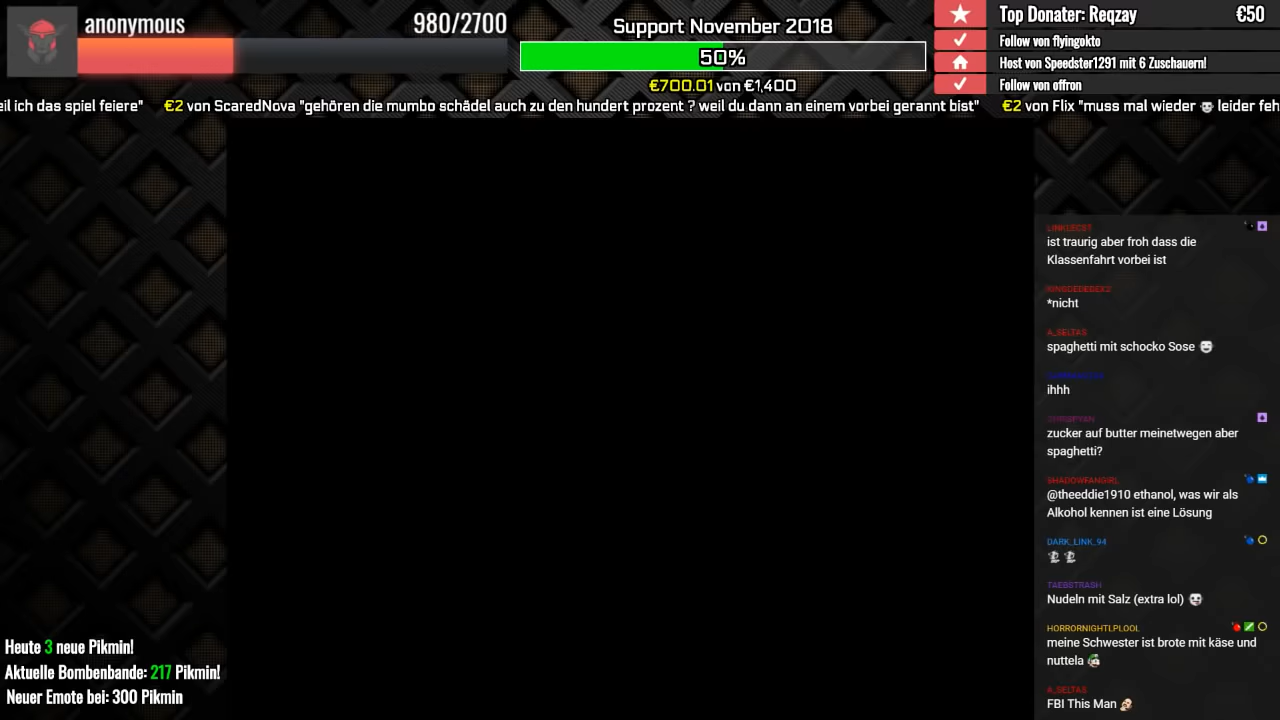 anonymous
980/2700
Support November 2018
50%
€700.01 von €1,400
Top Donater: Reqzay €50
Follow von flyingokto
Host von Speedster1291 mit 6 Zuschauern!
Follow von offron
eil ich das spiel feiere" €2 von ScaredNova "gehören die mumbo schädel auch zu den hundert prozent ? weil du dann an einem vorbei gerannt bist" €2 von Flix "muss mal wieder leider feh
ist traurig aber froh dass die
Klassenfahrt vorbei ist
*nicht
A_SELTAS
spaghetti mit schocko Sose
ihhh
zucker auf butter meinetwegen aber
spaghetti?
SHADOWFANGIRL
@theeddie1910 ethanol, was wir als
Alkohol kennen ist eine Lösung
DARK_LINK_94
TAEBSTRASH
Nudeln mit Salz (extra lol)
HORRORNIGHTLPLOOL
meine Schwester ist brote mit käse und
nuttela
A_SELTAS
FBI This Man
Heute 3 neue Pikmin!
Aktuelle Bombenbande: 217 Pikmin!
Neuer Emote bei: 300 Pikmin